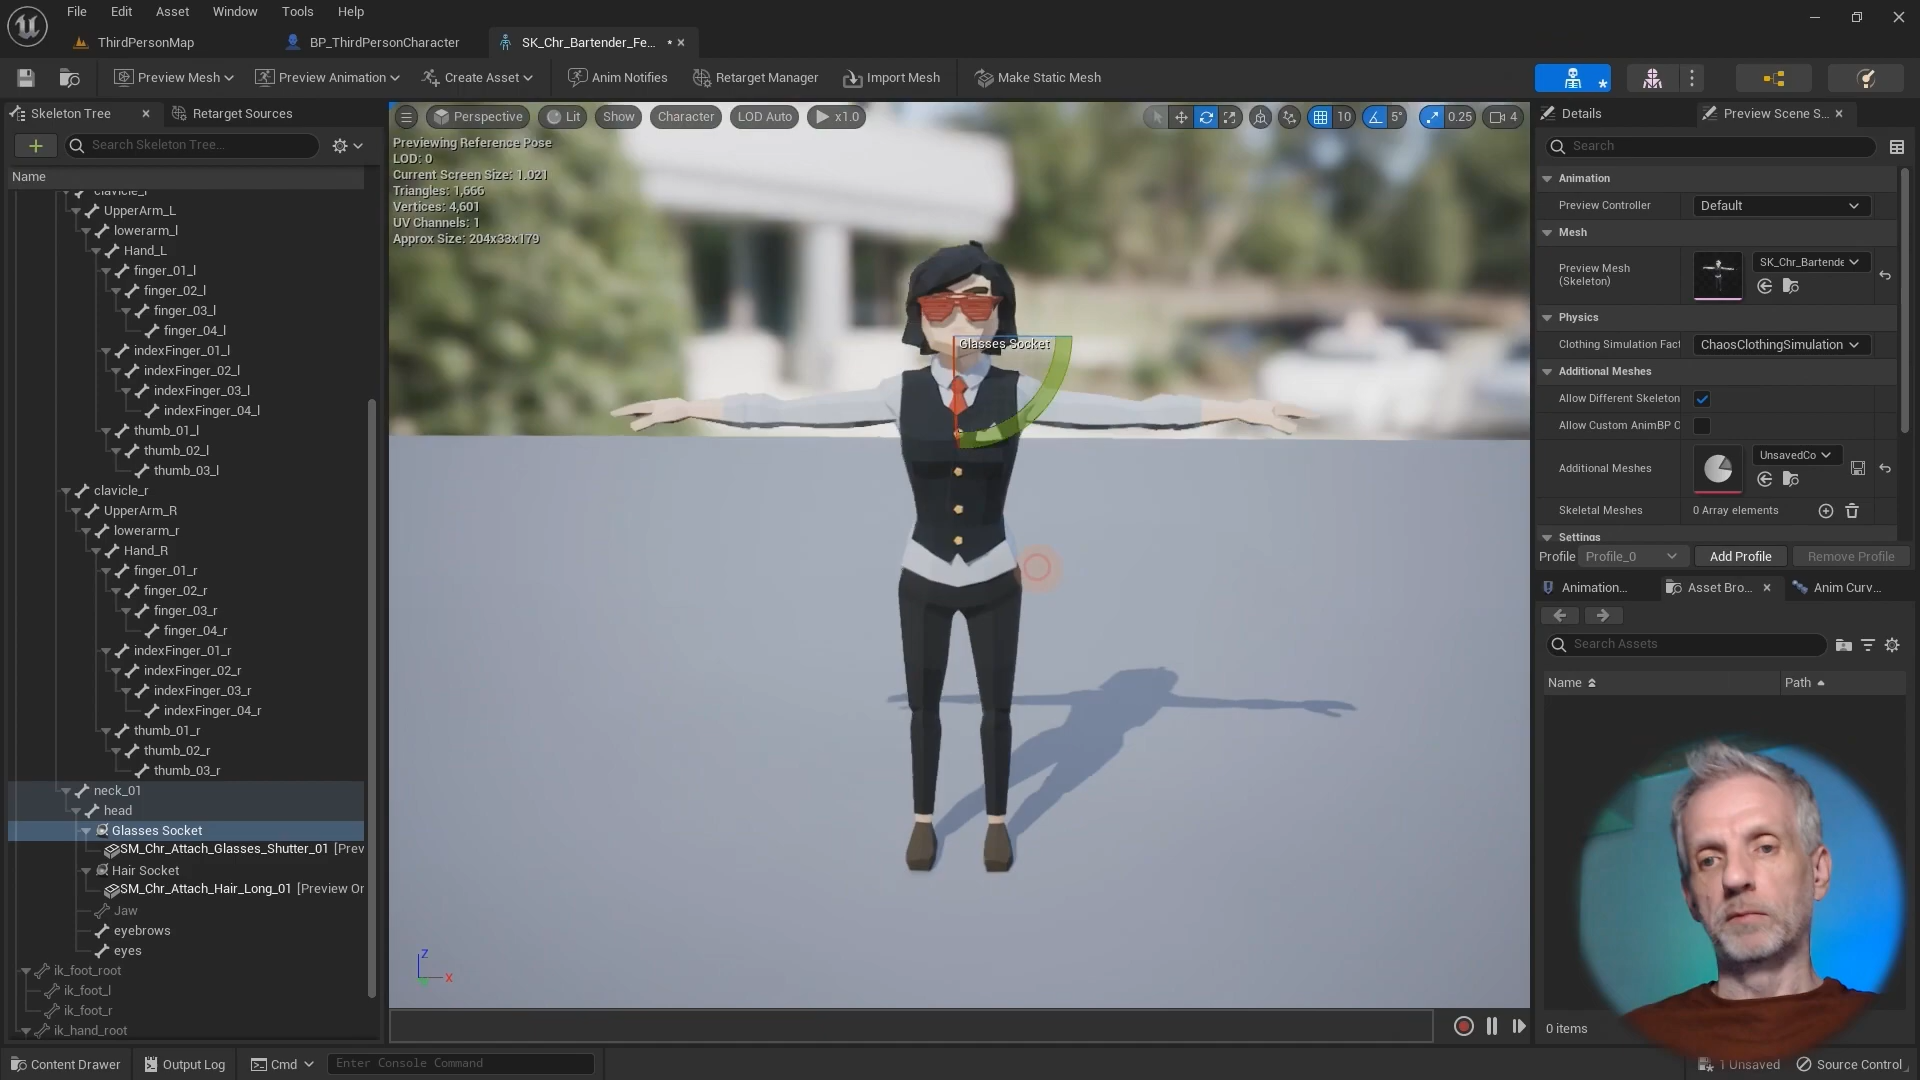 File Edit Asset Window Tools Help
ThirdPersonMap BP_ThirdPersonCharacter SK_Chr_Bartender_Fe...
Preview Mesh Preview Animation Create Asset Anim Notifies Retarget Manager Import Mesh Make Static Mesh
Skeleton Tree Retarget Sources
Search Skeleton Tree...
Name
clavicle_l
UpperArm_L
lowerarm_l
Hand_L
finger_01_l
finger_02_l
finger_03_l
finger_04_l
indexFinger_01_l
indexFinger_02_l
indexFinger_03_l
indexFinger_04_l
thumb_01_l
thumb_02_l
thumb_03_l
clavicle_r
UpperArm_R
lowerarm_r
Hand_R
finger_01_r
finger_02_r
finger_03_r
finger_04_r
indexFinger_01_r
indexFinger_02_r
indexFinger_03_r
indexFinger_04_r
thumb_01_r
thumb_02_r
thumb_03_r
neck_01
head
Glasses Socket
SM_Chr_Attach_Glasses_Shutter_01 [Prev
Hair Socket
SM_Chr_Attach_Hair_Long_01 [Preview Or
Jaw
eyebrows
eyes
ik_foot_root
ik_foot_l
ik_foot_r
ik_hand_root
Perspective Lit Show Character LOD Auto x1.0 10 5° 0.25 4
Previewing Reference Pose
LOD: 0
Current Screen Size: 1.021
Triangles: 1,666
Vertices: 4,601
UV Channels: 1
Approx Size: 204x33x179
Glasses Socket
Z
X
Details Preview Scene S...
Search
Animation
Preview Controller Default
Mesh
Preview Mesh
(Skeleton)
SK_Chr_Bartende
Physics
Clothing Simulation Fact ChaosClothingSimulation
Additional Meshes
Allow Different Skeleton
Allow Custom AnimBP C
Additional Meshes UnsavedCo
Skeletal Meshes 0 Array elements
Settings
Profile Profile_0 Add Profile Remove Profile
Animation... Asset Bro... Anim Curv...
Search Assets
Name Path
0 items
Content Drawer Output Log Cmd Enter Console Command 1 Unsaved Source Control